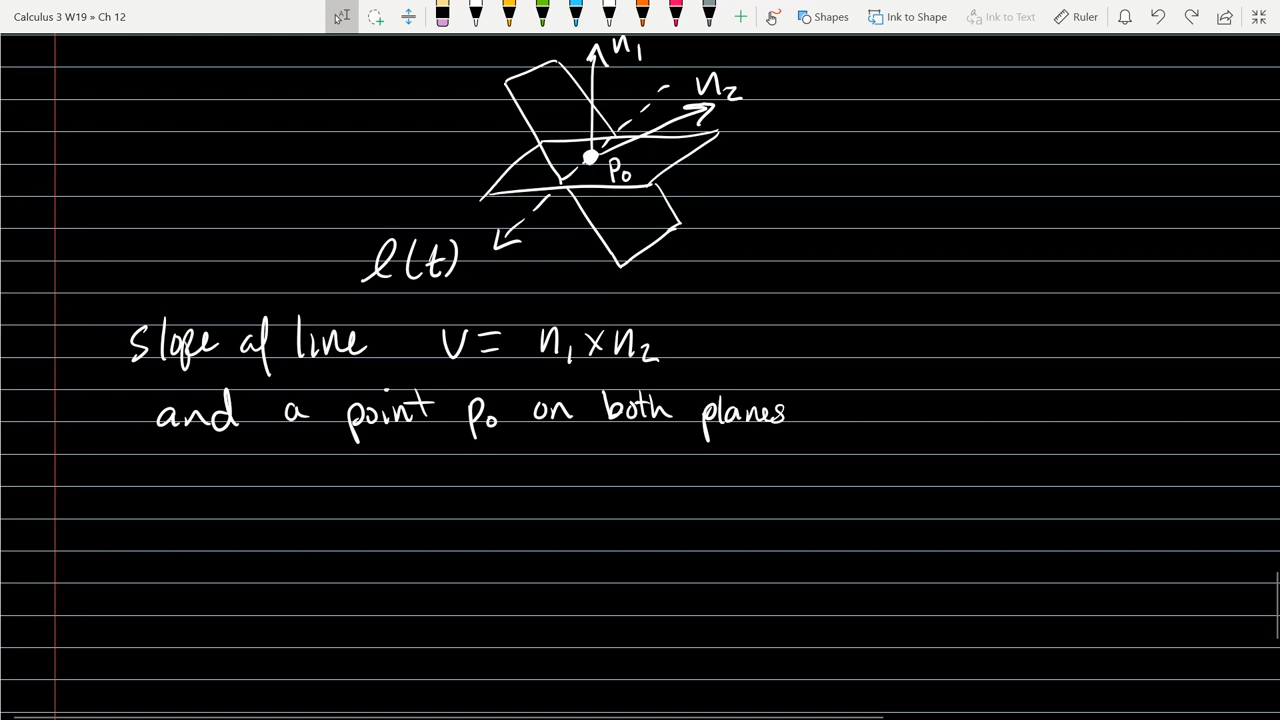 Calculus 3 W19 » Ch 12
Shapes
Ink to Shape
Ink to Text
Ruler
n₁
n₂
P₀
l(t)
slope of line v = n₁ × n₂
and a point p₀ on both planes